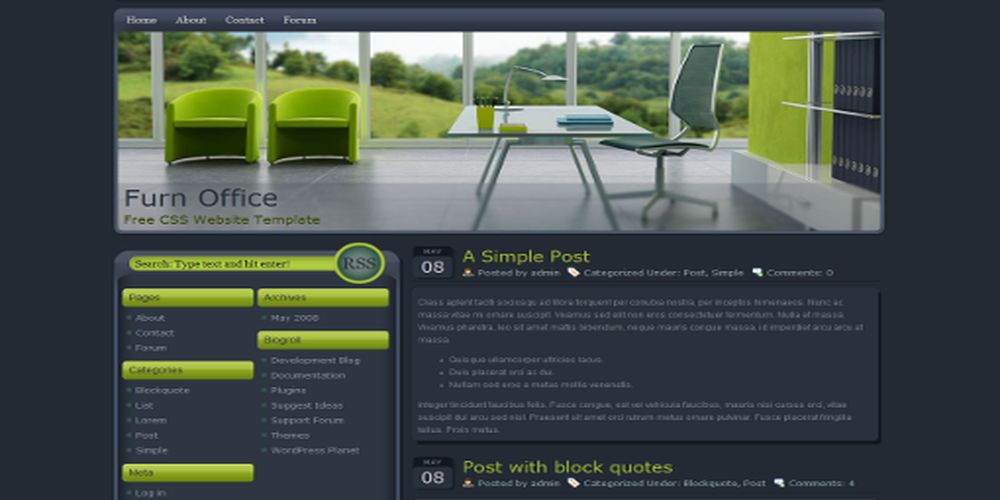 Home About Contact Forum
Furn Office
Free CSS Website Template
Search: Type text and hit enter!
RSS
Pages
About
Contact
Forum
Categories
Blockquote
List
Lorem
Post
Simple
Meta
Log in
Archives
May 2008
Blogroll
Development Blog
Documentation
Plugins
Suggest Ideas
Support Forum
Themes
WordPress Planet
MAY
08
A Simple Post
Posted by admin Categorized Under: Post, Simple Comments: 0
Class aptent taciti sociosqu ad litora torquent per conubia nostra, per inceptos himenaeos. Nunc ac
massa vitae mi ornare suscipit. Vivamus sed elit non eros consectetuer fermentum. Nulla et massa.
Vivamus pharetra, leo sit amet mattis bibendum, neque mauris congue massa, id imperdiet arcu arcu at
massa.
Quisque ullamcorper ultricies lacus.
Duis placerat orci ac dui.
Nullam sed eros a metus mollis venenatis.
Integer tincidunt faucibus felis. Fusce congue, est vel vehicula faucibus, mauris nisi cursus orci, vitae
suscipit dui arcu sed nisl. Praesent sit amet orci rutrum metus ornare pulvinar. Fusce placerat fringilla
tellus. Proin metus.
MAY
08
Post with block quotes
Posted by admin Categorized Under: Blockquote, Post Comments: 4